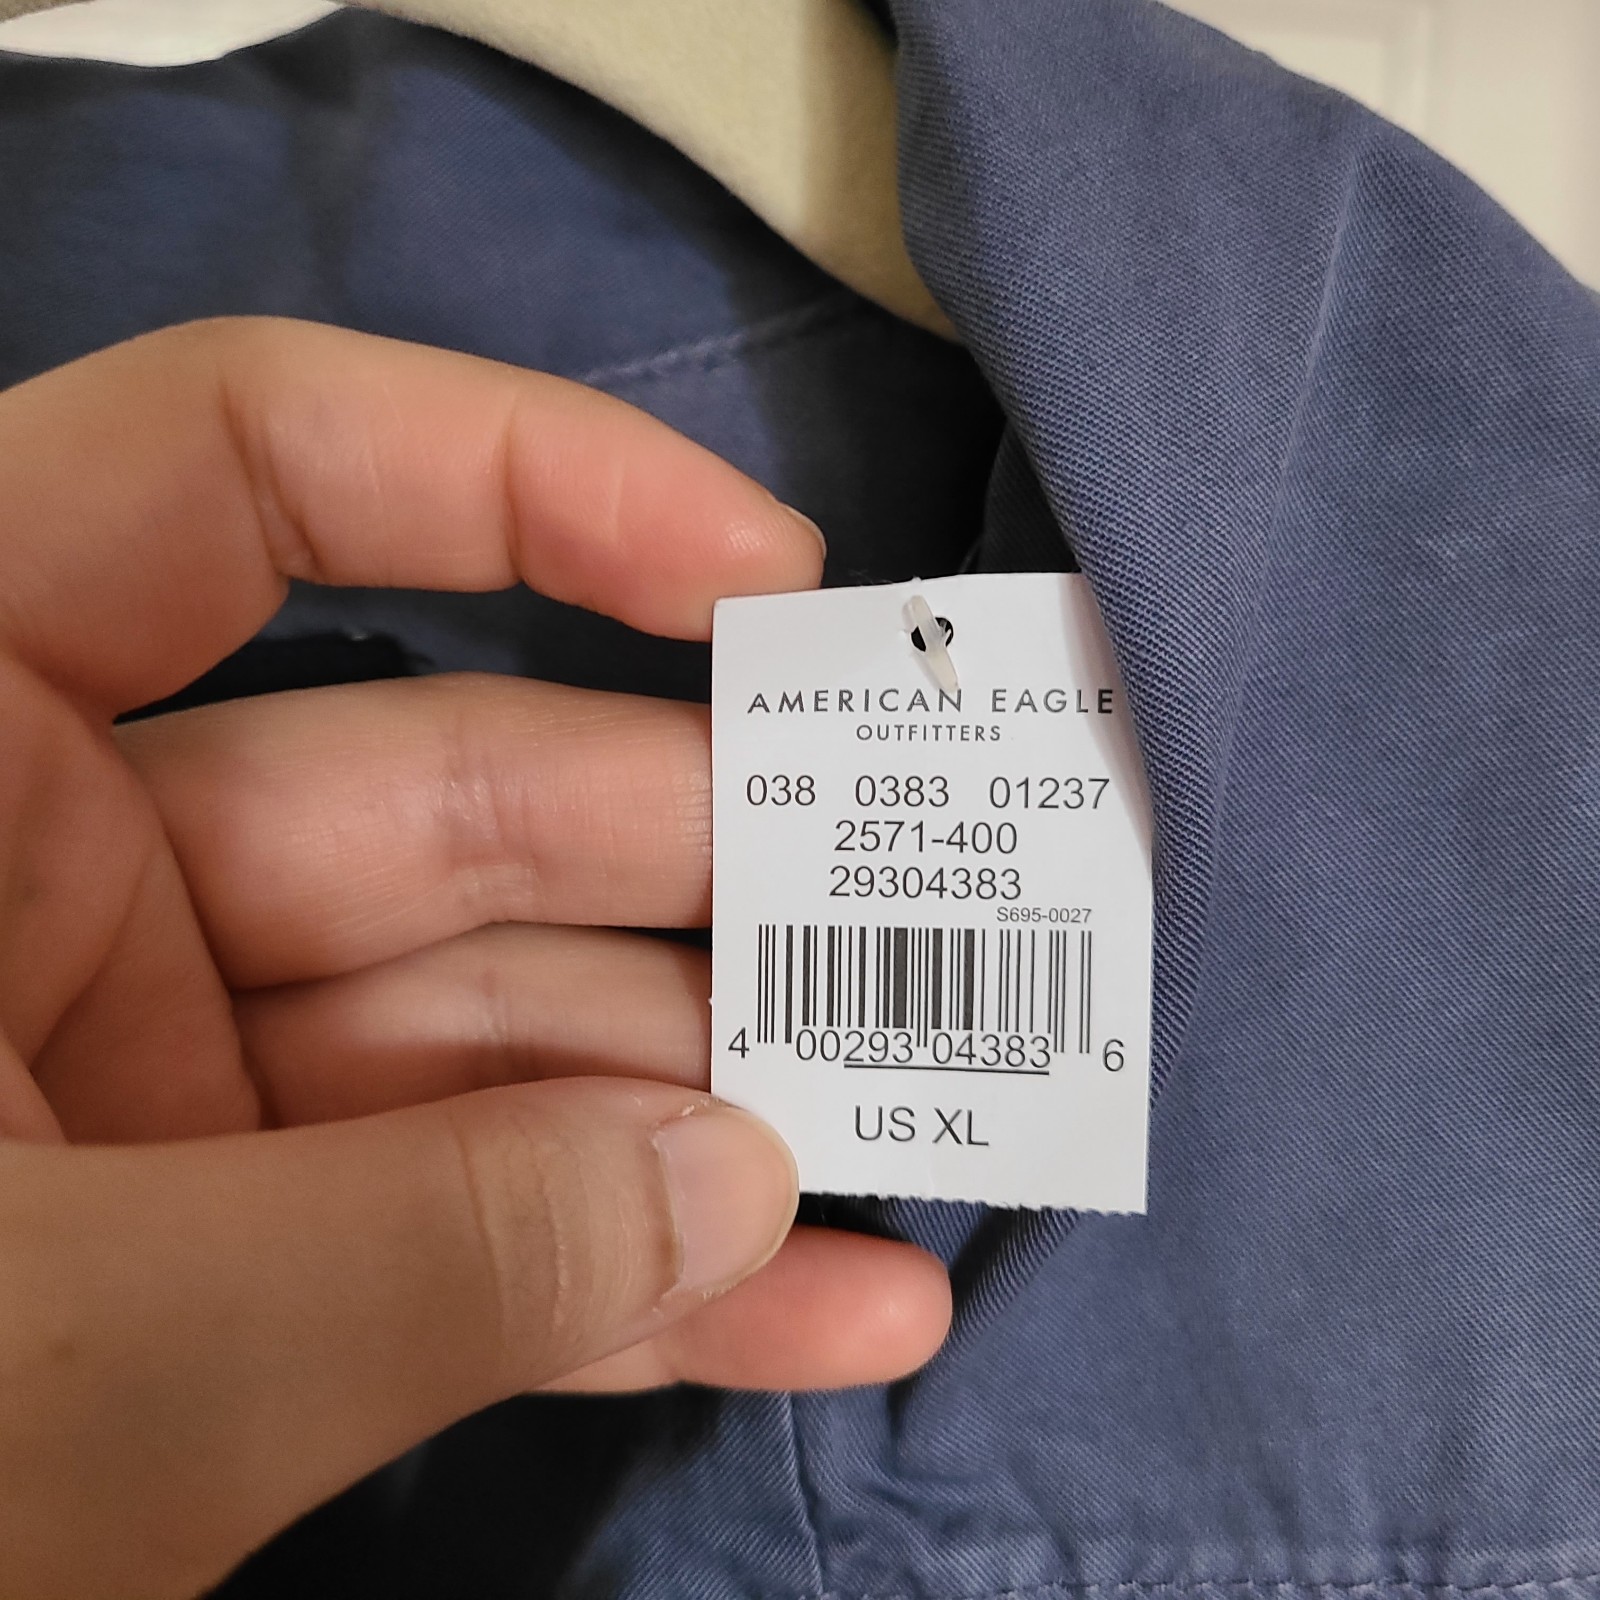 AMERICAN EAGLE
OUTFITTERS
038 0383 01237
2571-400
29304383
S695-0027
4 00293 04383 6
US XL